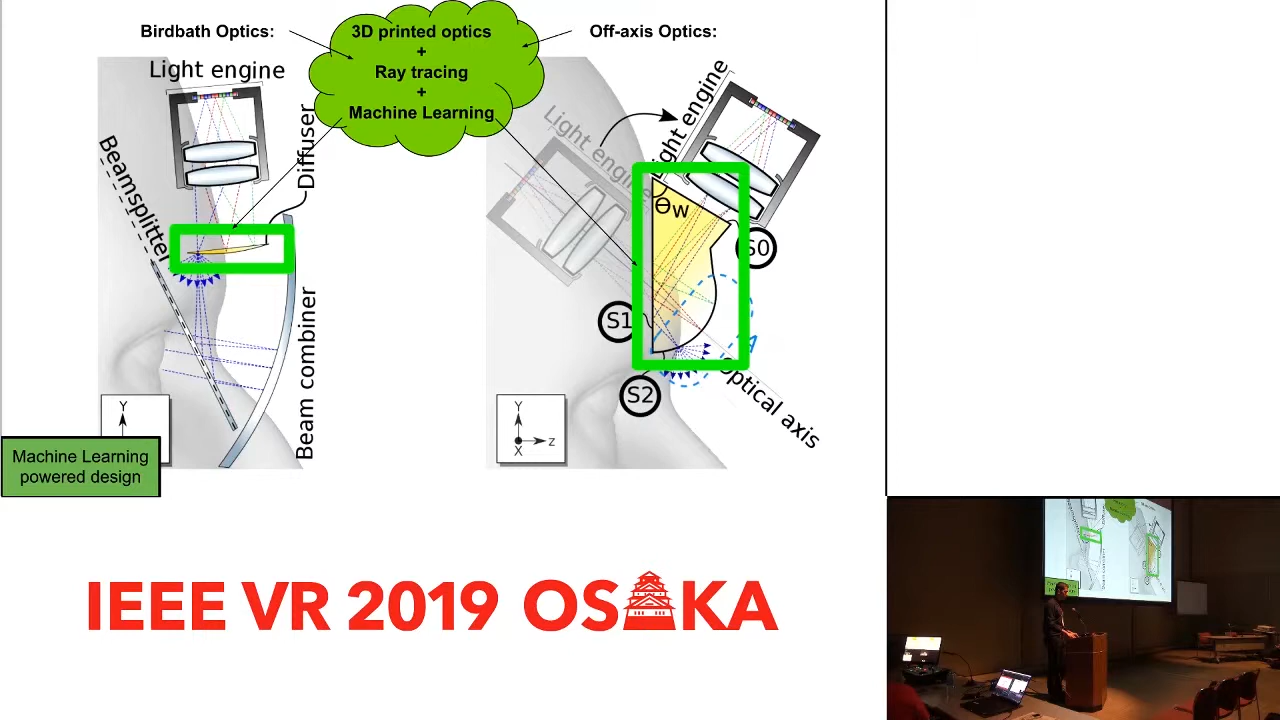 Birdbath Optics:
3D printed optics
+
Ray tracing
+
Machine Learning
Off-axis Optics:
Light engine
Diffuser
Beamsplitter
Beam combiner
Y
Machine Learning
powered design
Light engine
Light engine
ϴw
S0
S1
S2
Optical axis
Y
X
Z
IEEE VR 2019 OSAKA